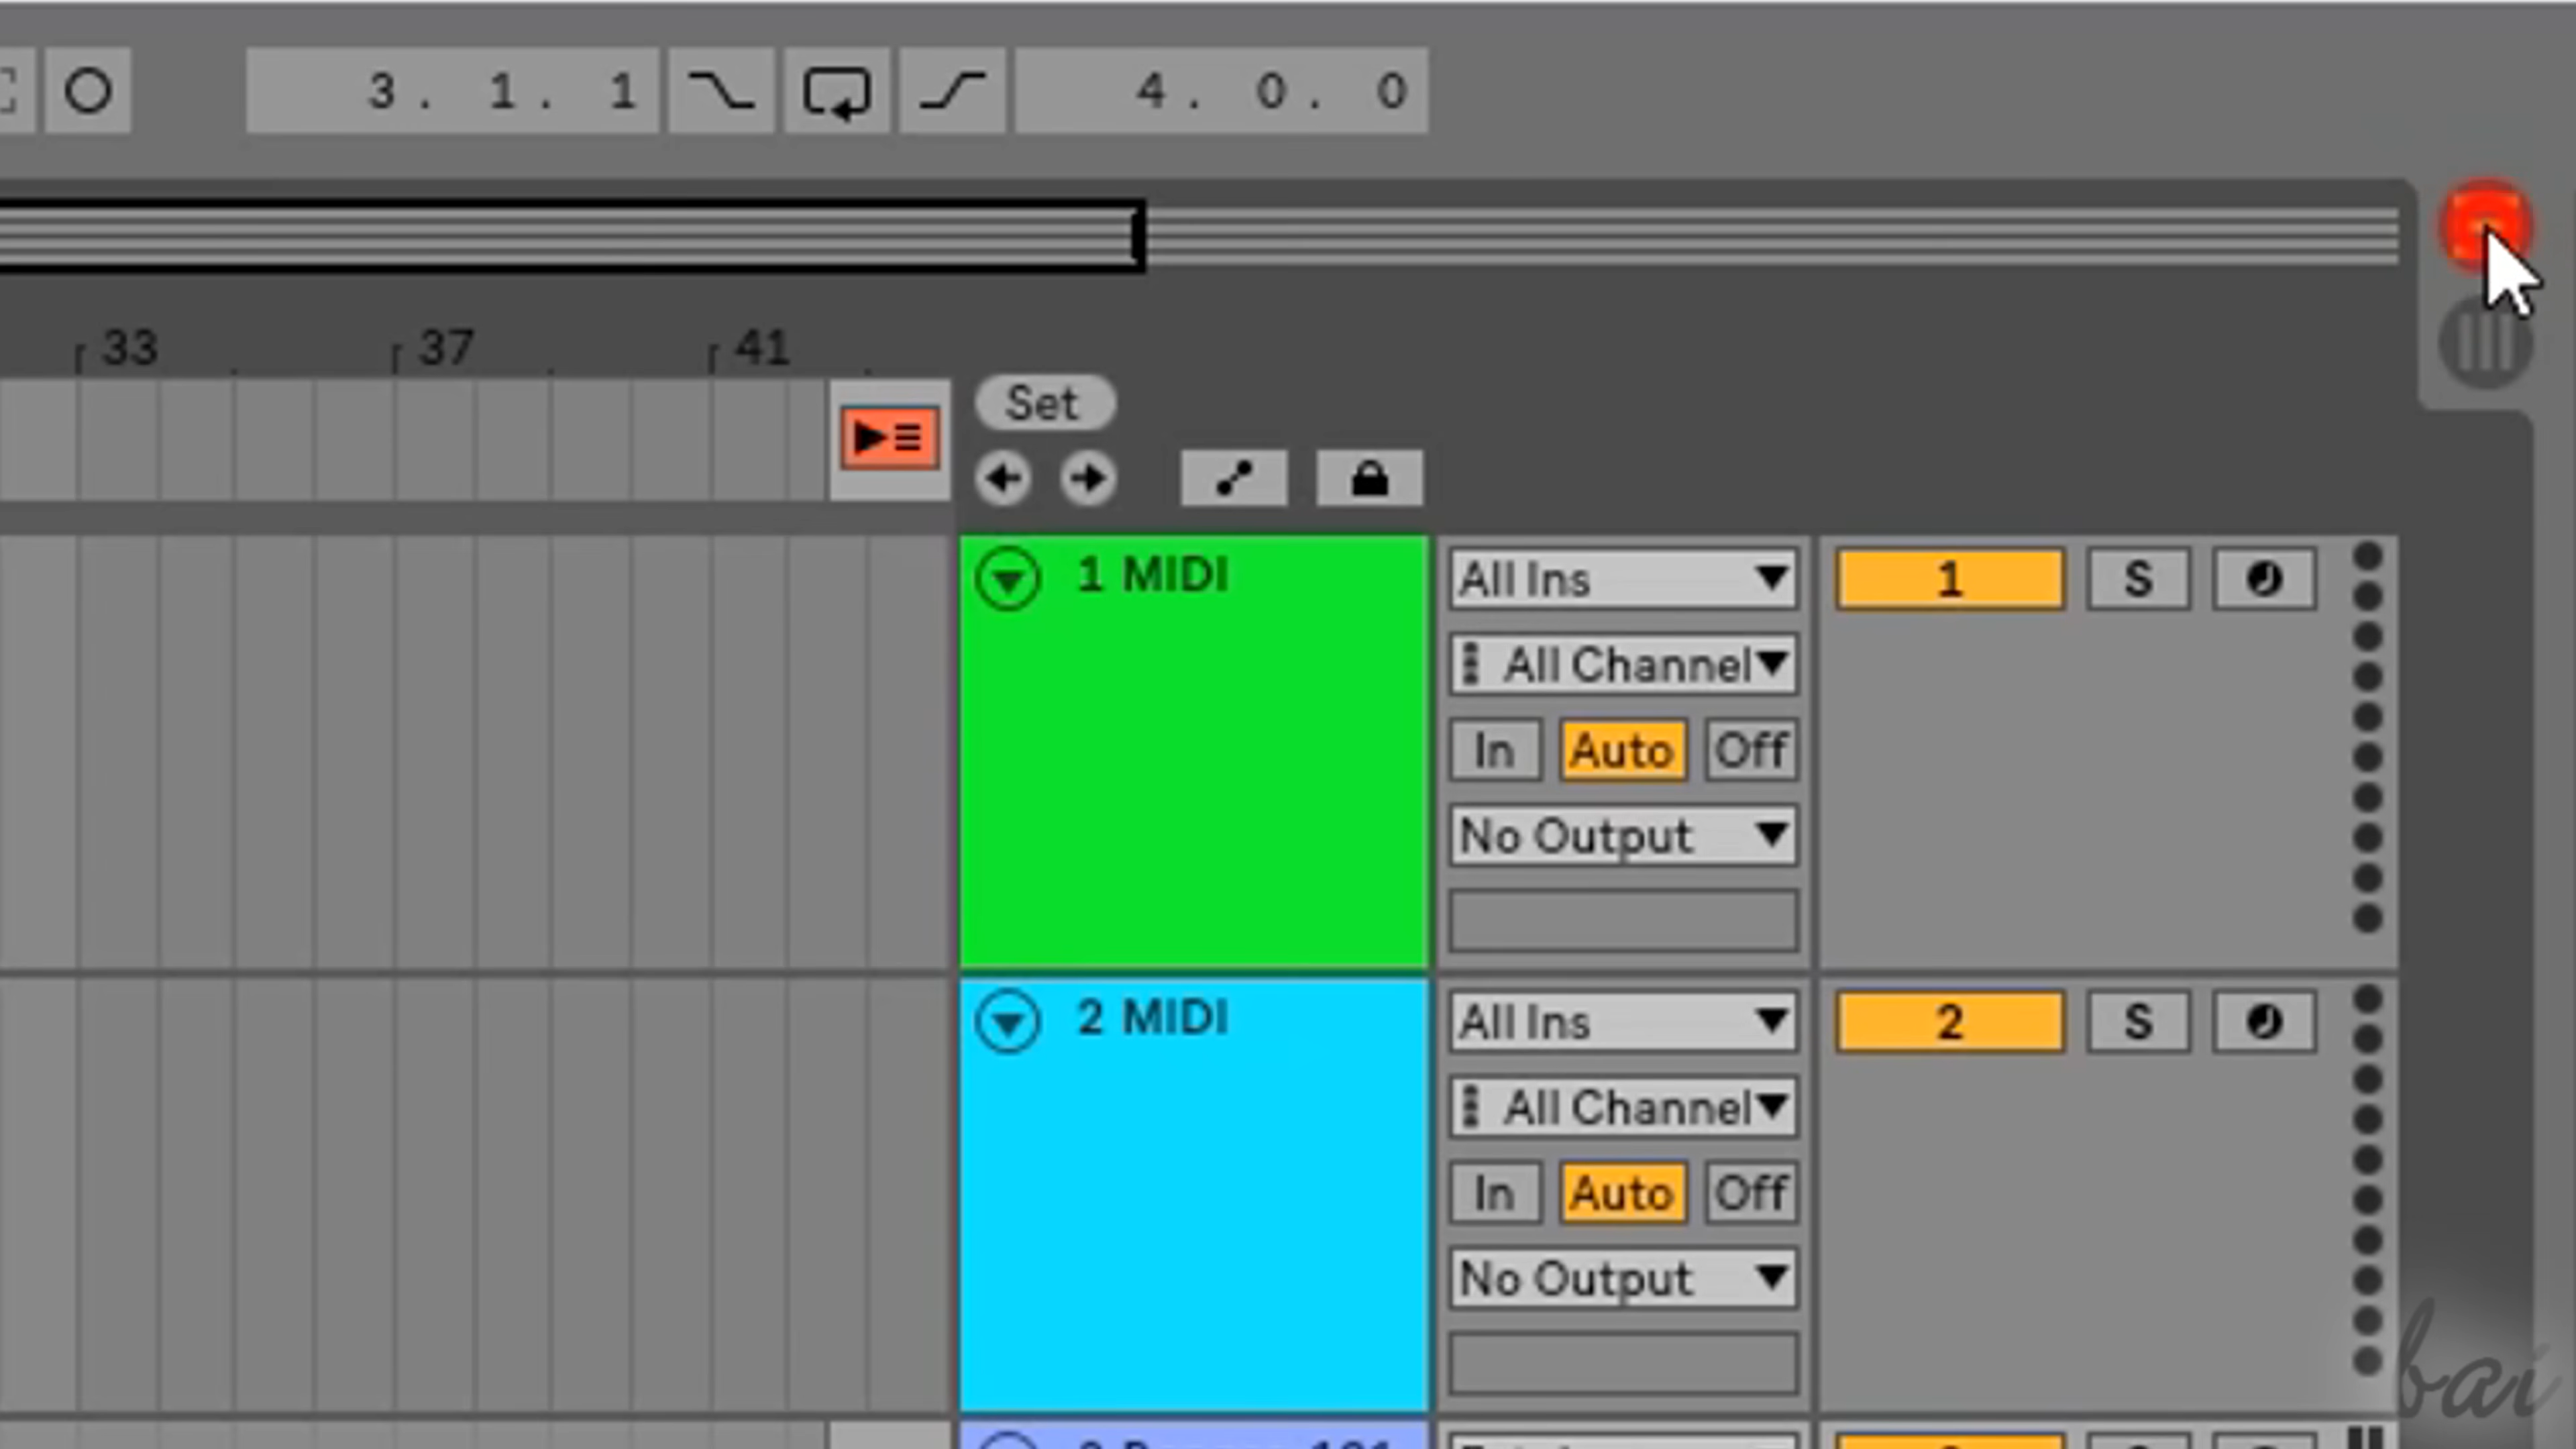 3. 1. 1 4. 0. 0
33 37 41
Set
1 MIDI All Ins 1 S
All Channel
In Auto Off
No Output
2 MIDI All Ins 2 S
All Channel
In Auto Off
No Output
bai